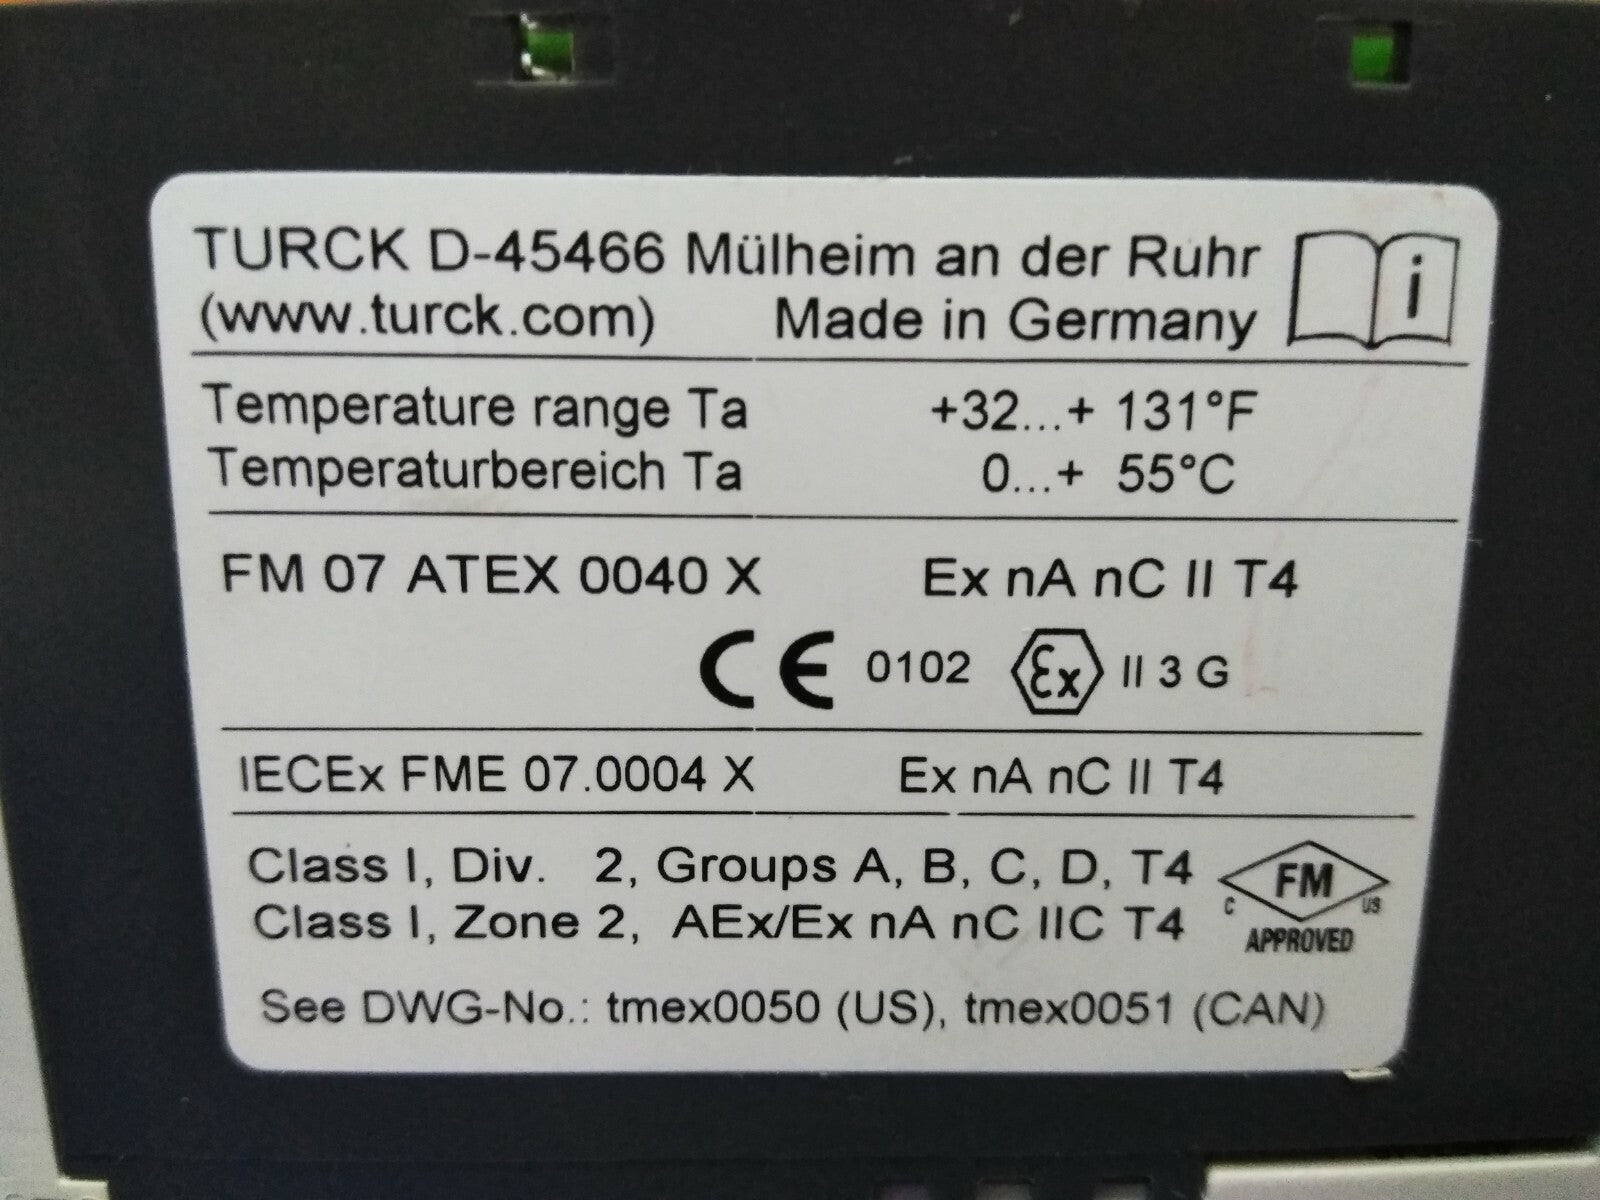 TURCK D-45466 Mülheim an der Ruhr
(www.turck.com) Made in Germany
i
Temperature range Ta +32...+ 131°F
Temperaturbereich Ta 0...+ 55°C
FM 07 ATEX 0040 X Ex nA nC II T4
CE 0102 Ex II 3 G
IECEx FME 07.0004 X Ex nA nC II T4
Class I, Div. 2, Groups A, B, C, D, T4
Class I, Zone 2, AEx/Ex nA nC IIC T4
C FM US
APPROVED
See DWG-No.: tmex0050 (US), tmex0051 (CAN)